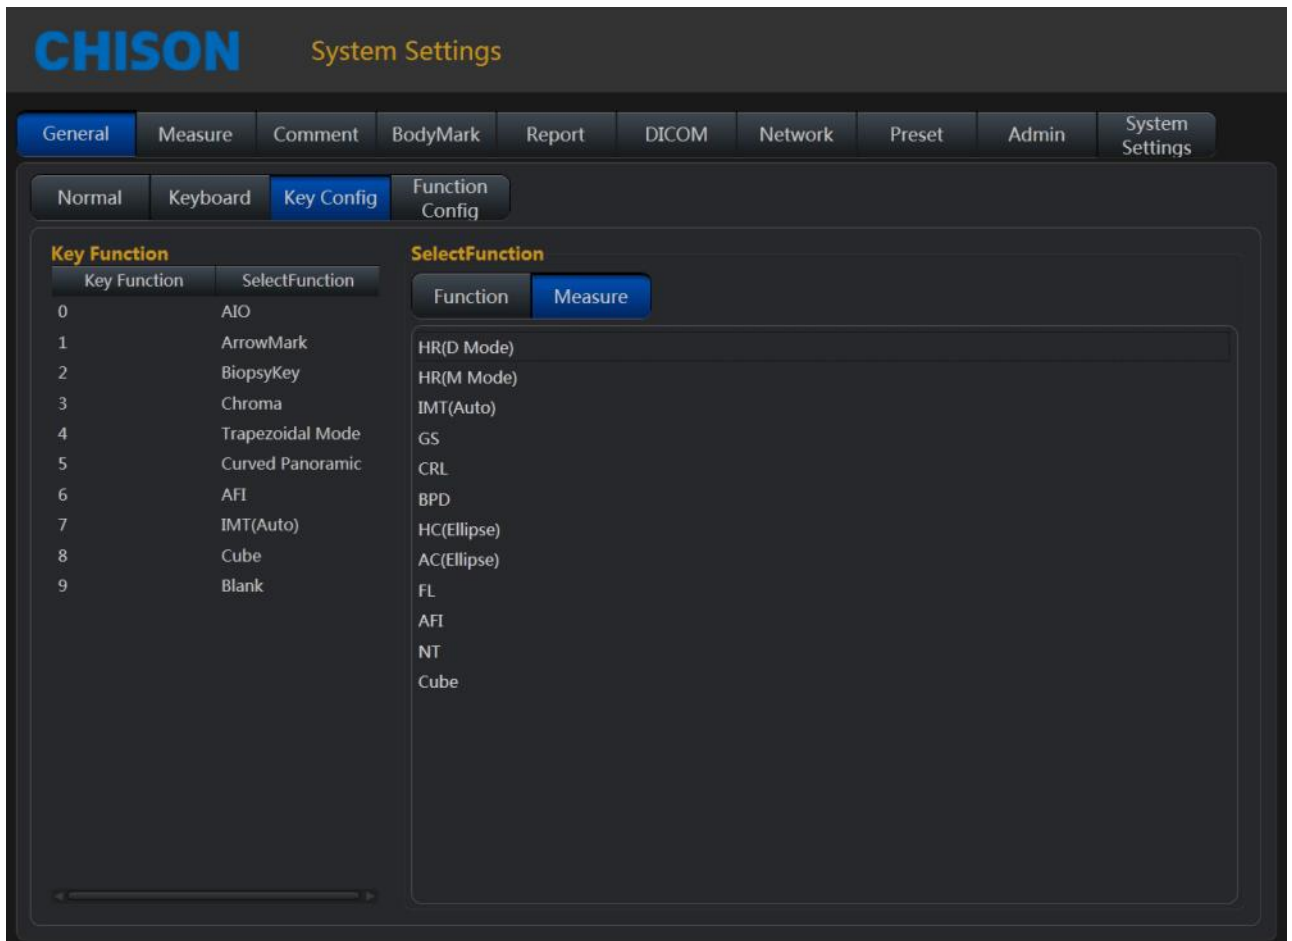 CHISON System Settings
General Measure Comment BodyMark Report DICOM Network Preset Admin System Settings
Normal Keyboard Key Config Function Config
Key Function
Key Function SelectFunction
0 AIO
1 ArrowMark
2 BiopsyKey
3 Chroma
4 Trapezoidal Mode
5 Curved Panoramic
6 AFI
7 IMT(Auto)
8 Cube
9 Blank
SelectFunction
Function Measure
HR(D Mode)
HR(M Mode)
IMT(Auto)
GS
CRL
BPD
HC(Ellipse)
AC(Ellipse)
FL
AFI
NT
Cube